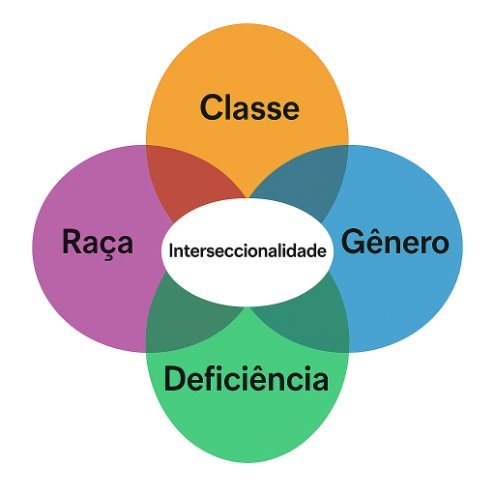 Classe
Raça
Interseccionalidade
Gênero
Deficiência